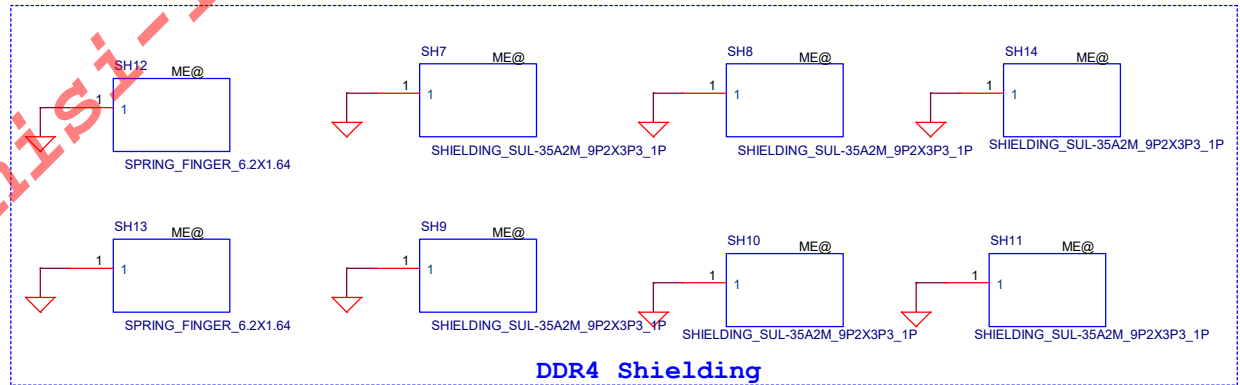 SH12
ME@
1
1
SPRING_FINGER_6.2X1.64
SH7
ME@
1
1
SHIELDING_SUL-35A2M_9P2X3P3_1P
SH8
ME@
1
1
SHIELDING_SUL-35A2M_9P2X3P3_1P
SH14
ME@
1
1
SHIELDING_SUL-35A2M_9P2X3P3_1P
SH13
ME@
1
1
SPRING_FINGER_6.2X1.64
SH9
ME@
1
1
SHIELDING_SUL-35A2M_9P2X3P3_1P
SH10
ME@
1
1
SHIELDING_SUL-35A2M_9P2X3P3_1P
SH11
ME@
1
1
SHIELDING_SUL-35A2M_9P2X3P3_1P
DDR4 Shielding